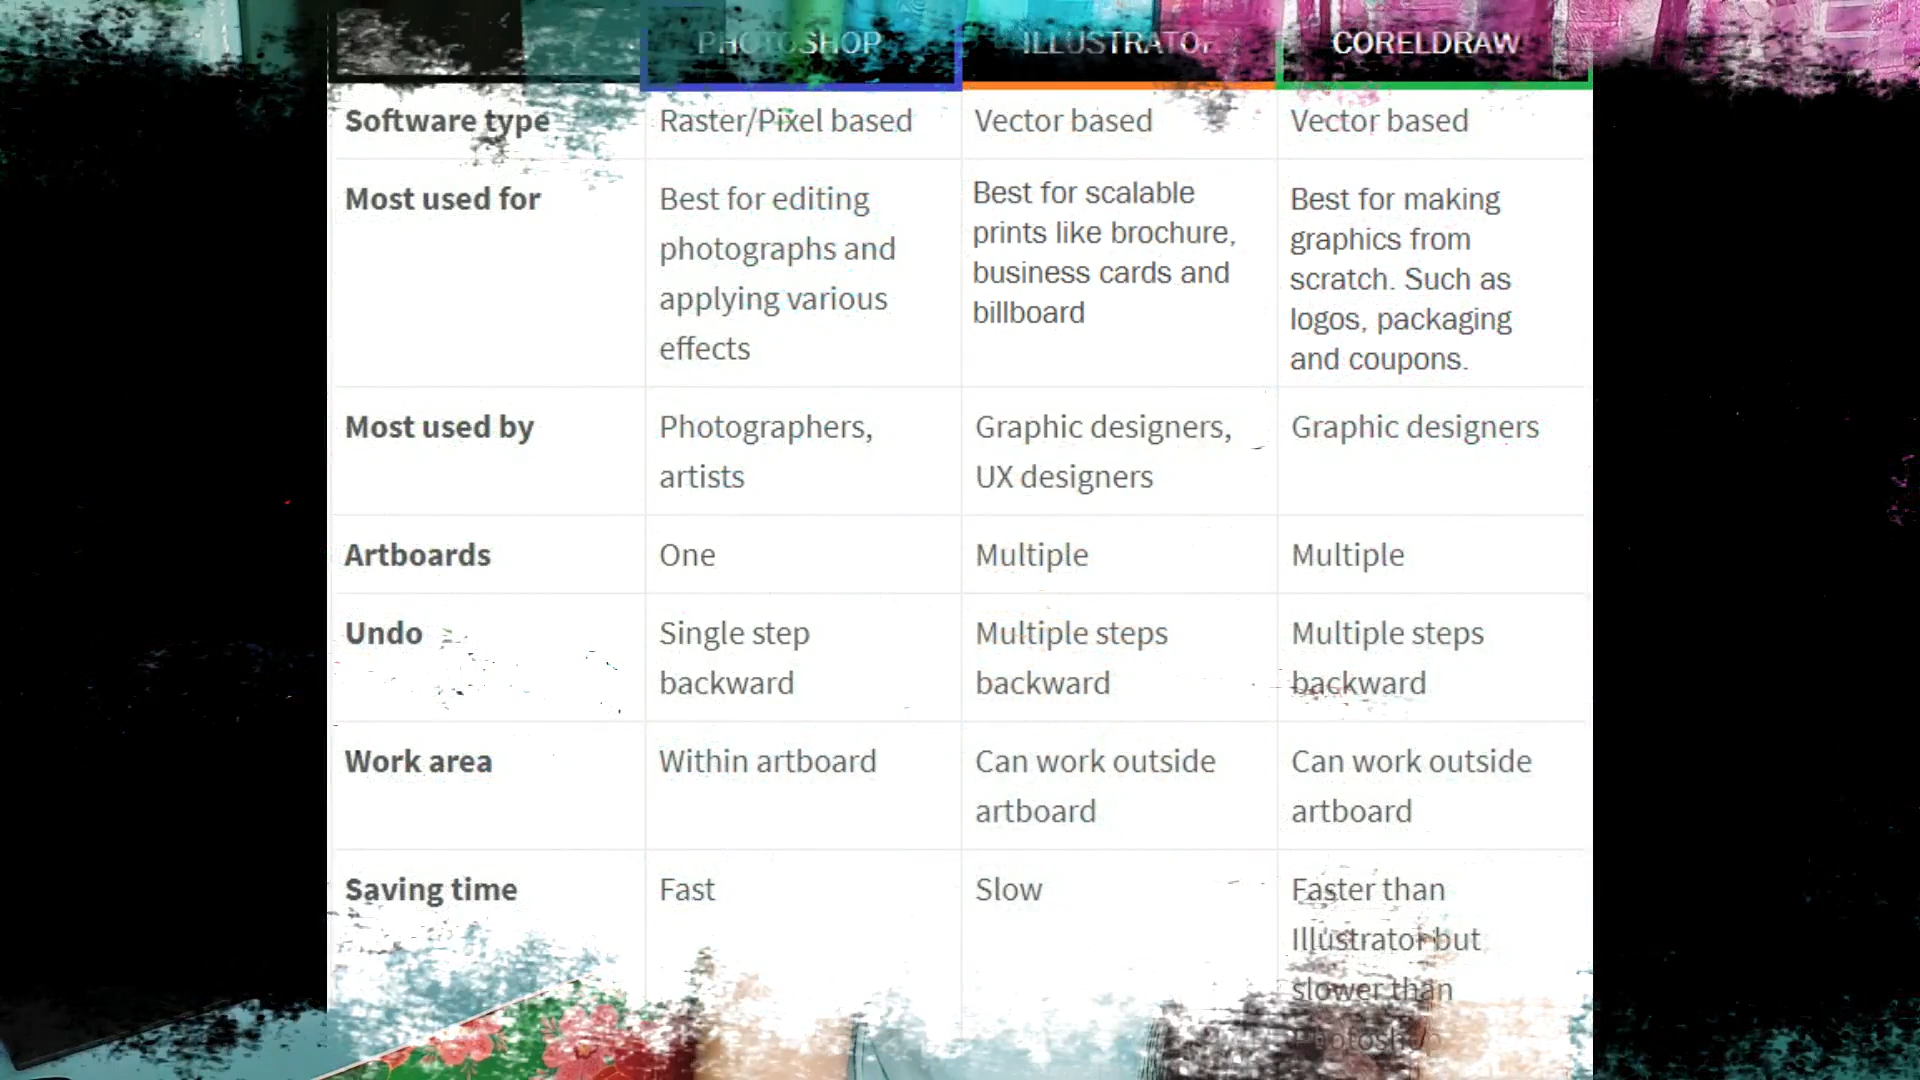 PHOTOSHOP ILLUSTRATOR CORELDRAW
Software type Raster/Pixel based Vector based Vector based
Most used for
Best for editing
photographs and
applying various
effects
Best for scalable
prints like brochure,
business cards and
billboard
Best for making
graphics from
scratch. Such as
logos, packaging
and coupons.
Most used by
Photographers,
artists
Graphic designers,
UX designers
Graphic designers
Artboards One Multiple Multiple
Undo
Single step
backward
Multiple steps
backward
Multiple steps
backward
Work area
Within artboard
Can work outside
artboard
Can work outside
artboard
Saving time Fast Slow
Faster than
Illustrator but
slower than
Photoshop